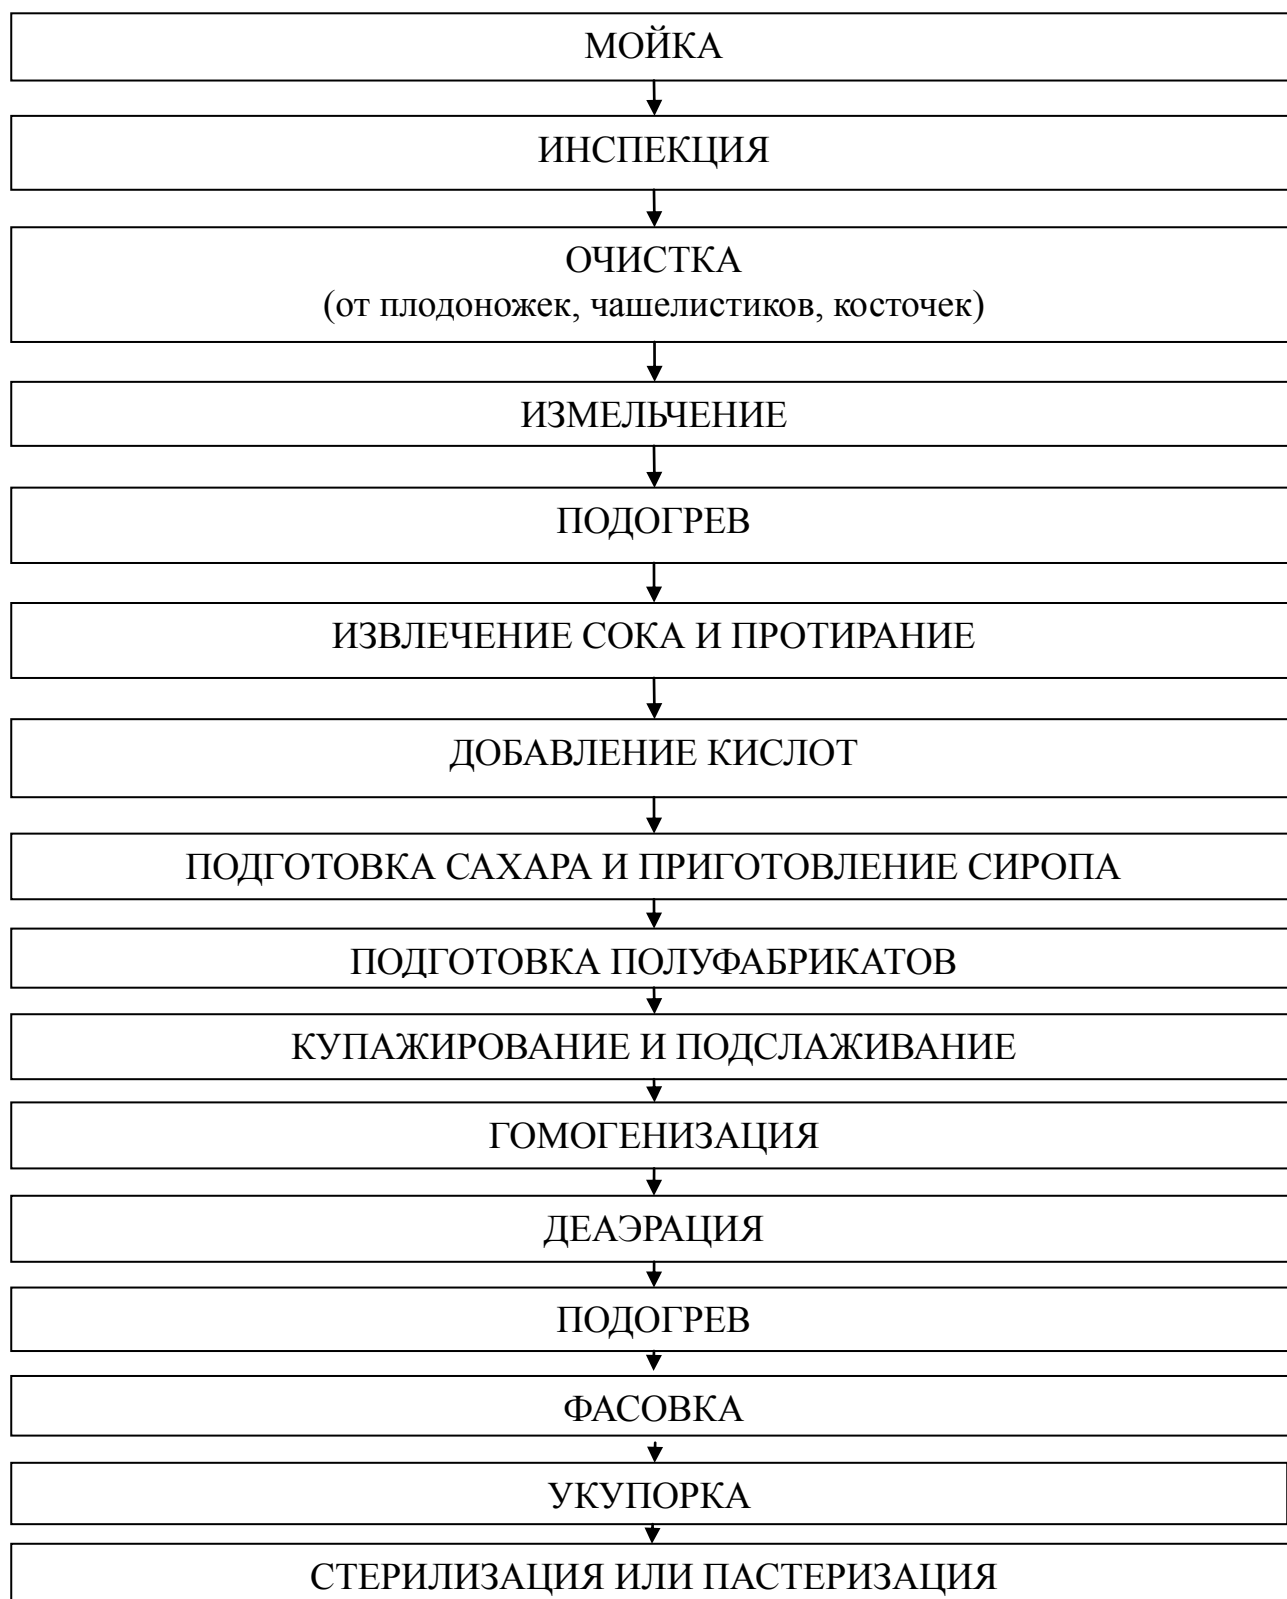 МОЙКА
ИНСПЕКЦИЯ
ОЧИСТКА
(от плодоножек, чашелистиков, косточек)
ИЗМЕЛЬЧЕНИЕ
ПОДОГРЕВ
ИЗВЛЕЧЕНИЕ СОКА И ПРОТИРАНИЕ
ДОБАВЛЕНИЕ КИСЛОТ
ПОДГОТОВКА САХАРА И ПРИГОТОВЛЕНИЕ СИРОПА
ПОДГОТОВКА ПОЛУФАБРИКАТОВ
КУПАЖИРОВАНИЕ И ПОДСЛАЖИВАНИЕ
ГОМОГЕНИЗАЦИЯ
ДЕАЭРАЦИЯ
ПОДОГРЕВ
ФАСОВКА
УКУПОРКА
СТЕРИЛИЗАЦИЯ ИЛИ ПАСТЕРИЗАЦИЯ